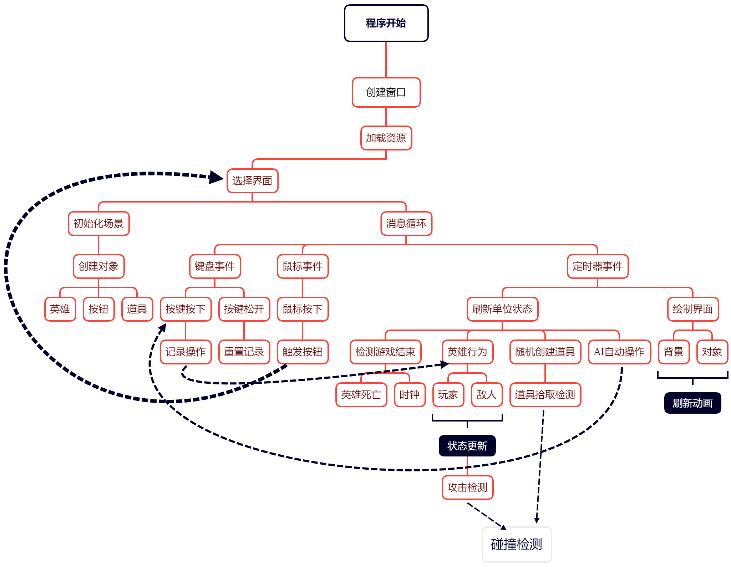 程序开始
创建窗口
加载资源
选择界面
初始化场景
消息循环
创建对象
键盘事件
鼠标事件
定时器事件
英雄
按钮
道具
按键按下
按键松开
鼠标按下
刷新单位状态
绘制界面
记录操作
重置记录
触发按钮
检测游戏结束
英雄行为
随机创建道具
AI自动操作
背景
对象
英雄死亡
时钟
玩家
敌人
道具拾取检测
刷新动画
状态更新
攻击检测
碰撞检测